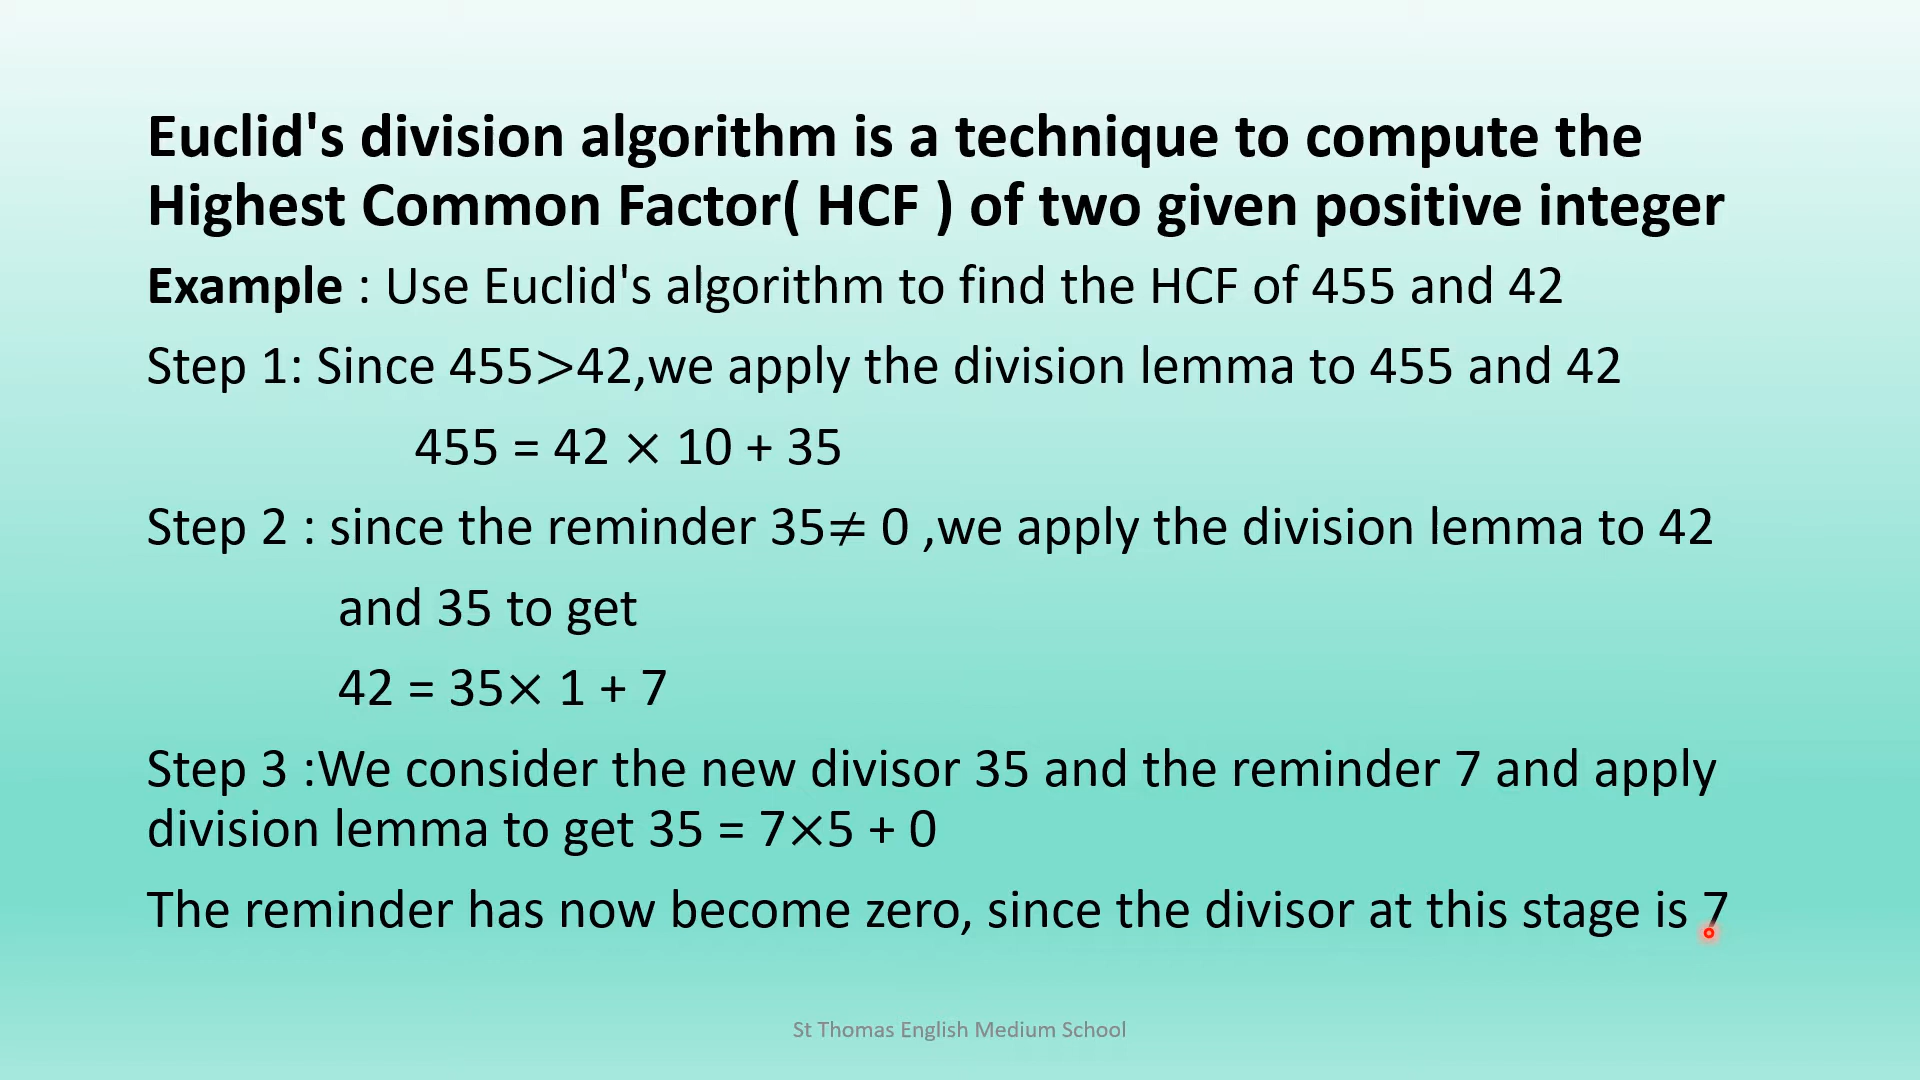 Euclid's division algorithm is a technique to compute the
Highest Common Factor( HCF ) of two given positive integer
Example : Use Euclid's algorithm to find the HCF of 455 and 42
Step 1: Since 455>42,we apply the division lemma to 455 and 42
455 = 42 × 10 + 35
Step 2 : since the reminder 35≠ 0 ,we apply the division lemma to 42
and 35 to get
42 = 35× 1 + 7
Step 3 :We consider the new divisor 35 and the reminder 7 and apply
division lemma to get 35 = 7×5 + 0
The reminder has now become zero, since the divisor at this stage is 7
St Thomas English Medium School